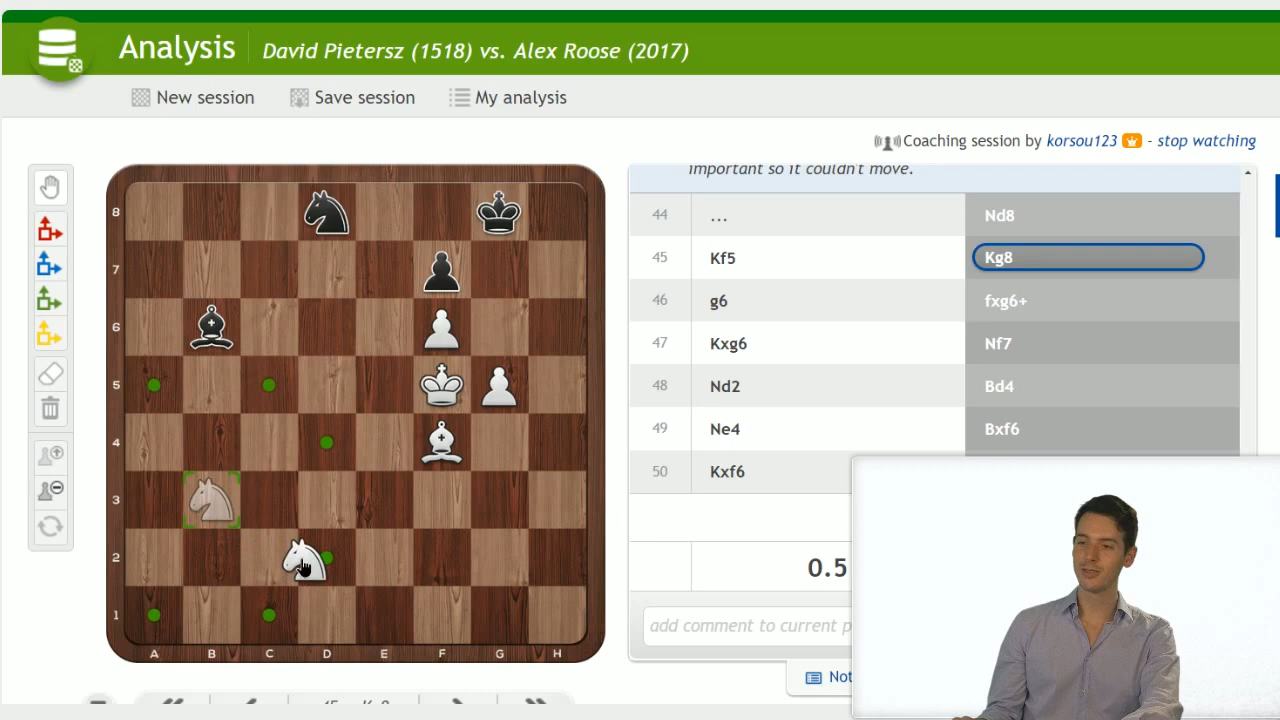 Analysis David Pietersz (1518) vs. Alex Roose (2017)
New session Save session My analysis
Coaching session by korsou123 - stop watching
important so it couldn't move.
44 ... Nd8
45 Kf5 Kg8
46 g6 fxg6+
47 Kxg6 Nf7
48 Nd2 Bd4
49 Ne4 Bxf6
50 Kxf6
0.5
add comment to current p
Not
8
7
6
5
4
3
2
1
A B C D E F G H